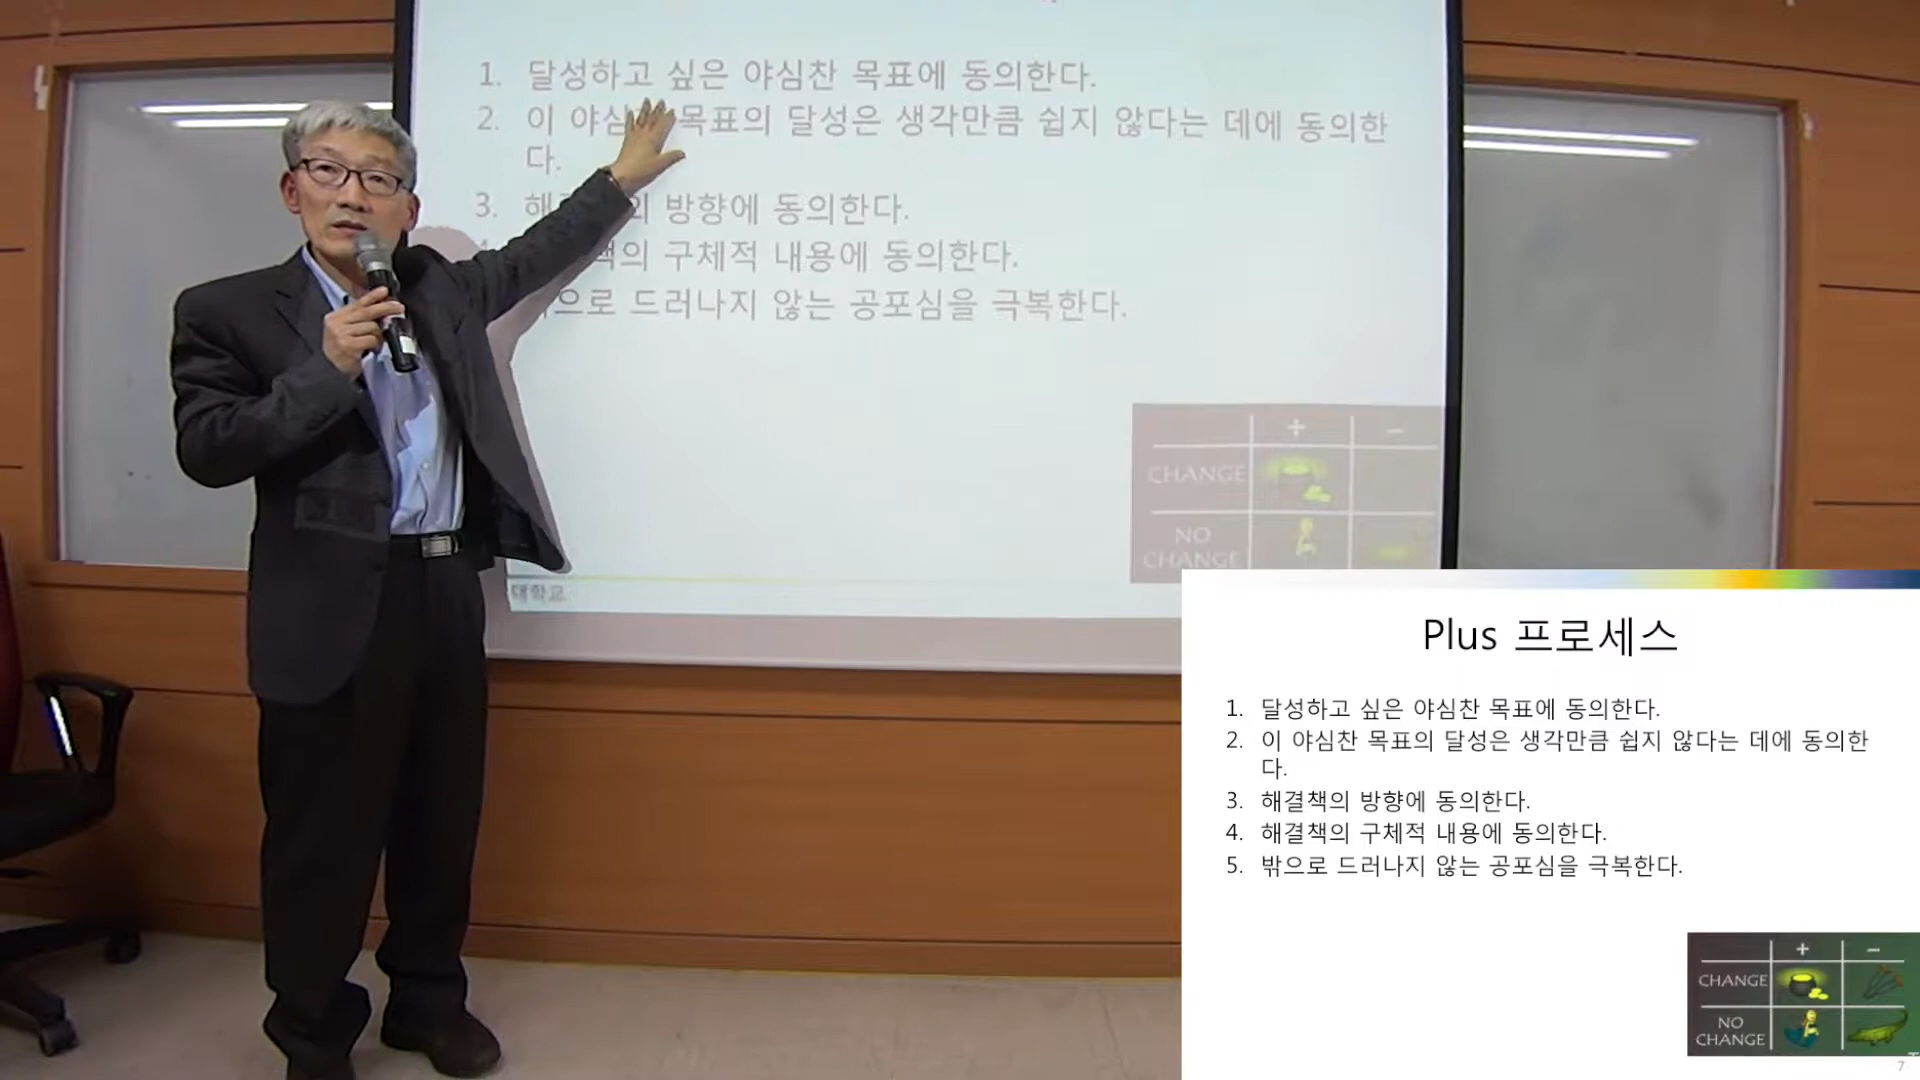 1. 달성하고 싶은 야심찬 목표에 동의한다.
2. 이 야심찬 목표의 달성은 생각만큼 쉽지 않다는 데에 동의한
다.
3. 해 의 방향에 동의한다.
책의 구체적 내용에 동의한다.
으로 드러나지 않는 공포심을 극복한다.
+ −
CHANGE
NO
CHANGE
대학교
Plus 프로세스
1. 달성하고 싶은 야심찬 목표에 동의한다.
2. 이 야심찬 목표의 달성은 생각만큼 쉽지 않다는 데에 동의한
다.
3. 해결책의 방향에 동의한다.
4. 해결책의 구체적 내용에 동의한다.
5. 밖으로 드러나지 않는 공포심을 극복한다.
+ −
CHANGE
NO
CHANGE
7